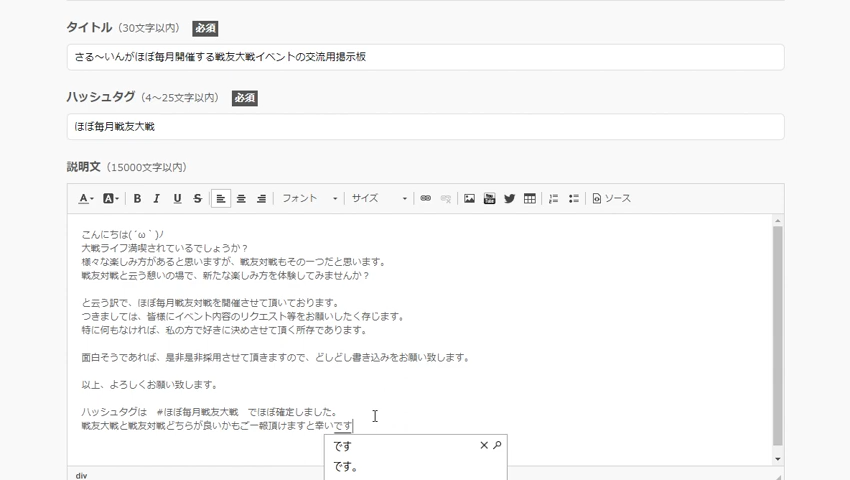 タイトル（30文字以内） 必須
さる～いんがほぼ毎月開催する戦友大戦イベントの交流用掲示板
ハッシュタグ（4～25文字以内） 必須
ほぼ毎月戦友大戦
説明文（15000文字以内）
A A B I U S フォント サイズ ソース
こんにちは(´ω｀)ﾉ
大戦ライフ満喫されているでしょうか？
様々な楽しみ方があると思いますが、戦友対戦もその一つだと思います。
戦友対戦と云う憩いの場で、新たな楽しみ方を体験してみませんか？
と云う訳で、ほぼ毎月戦友対戦を開催させて頂いております。
つきましては、皆様にイベント内容のリクエスト等をお願いしたく存じます。
特に何もなければ、私の方で好きに決めさせて頂く所存であります。
面白そうであれば、是非是非採用させて頂きますので、どしどし書き込みをお願い致します。
以上、よろしくお願い致します。
ハッシュタグは　#ほぼ毎月戦友大戦　でほぼ確定しました。
戦友大戦と戦友対戦どちらが良いかもご一報頂けますと幸いです
です
です。
div